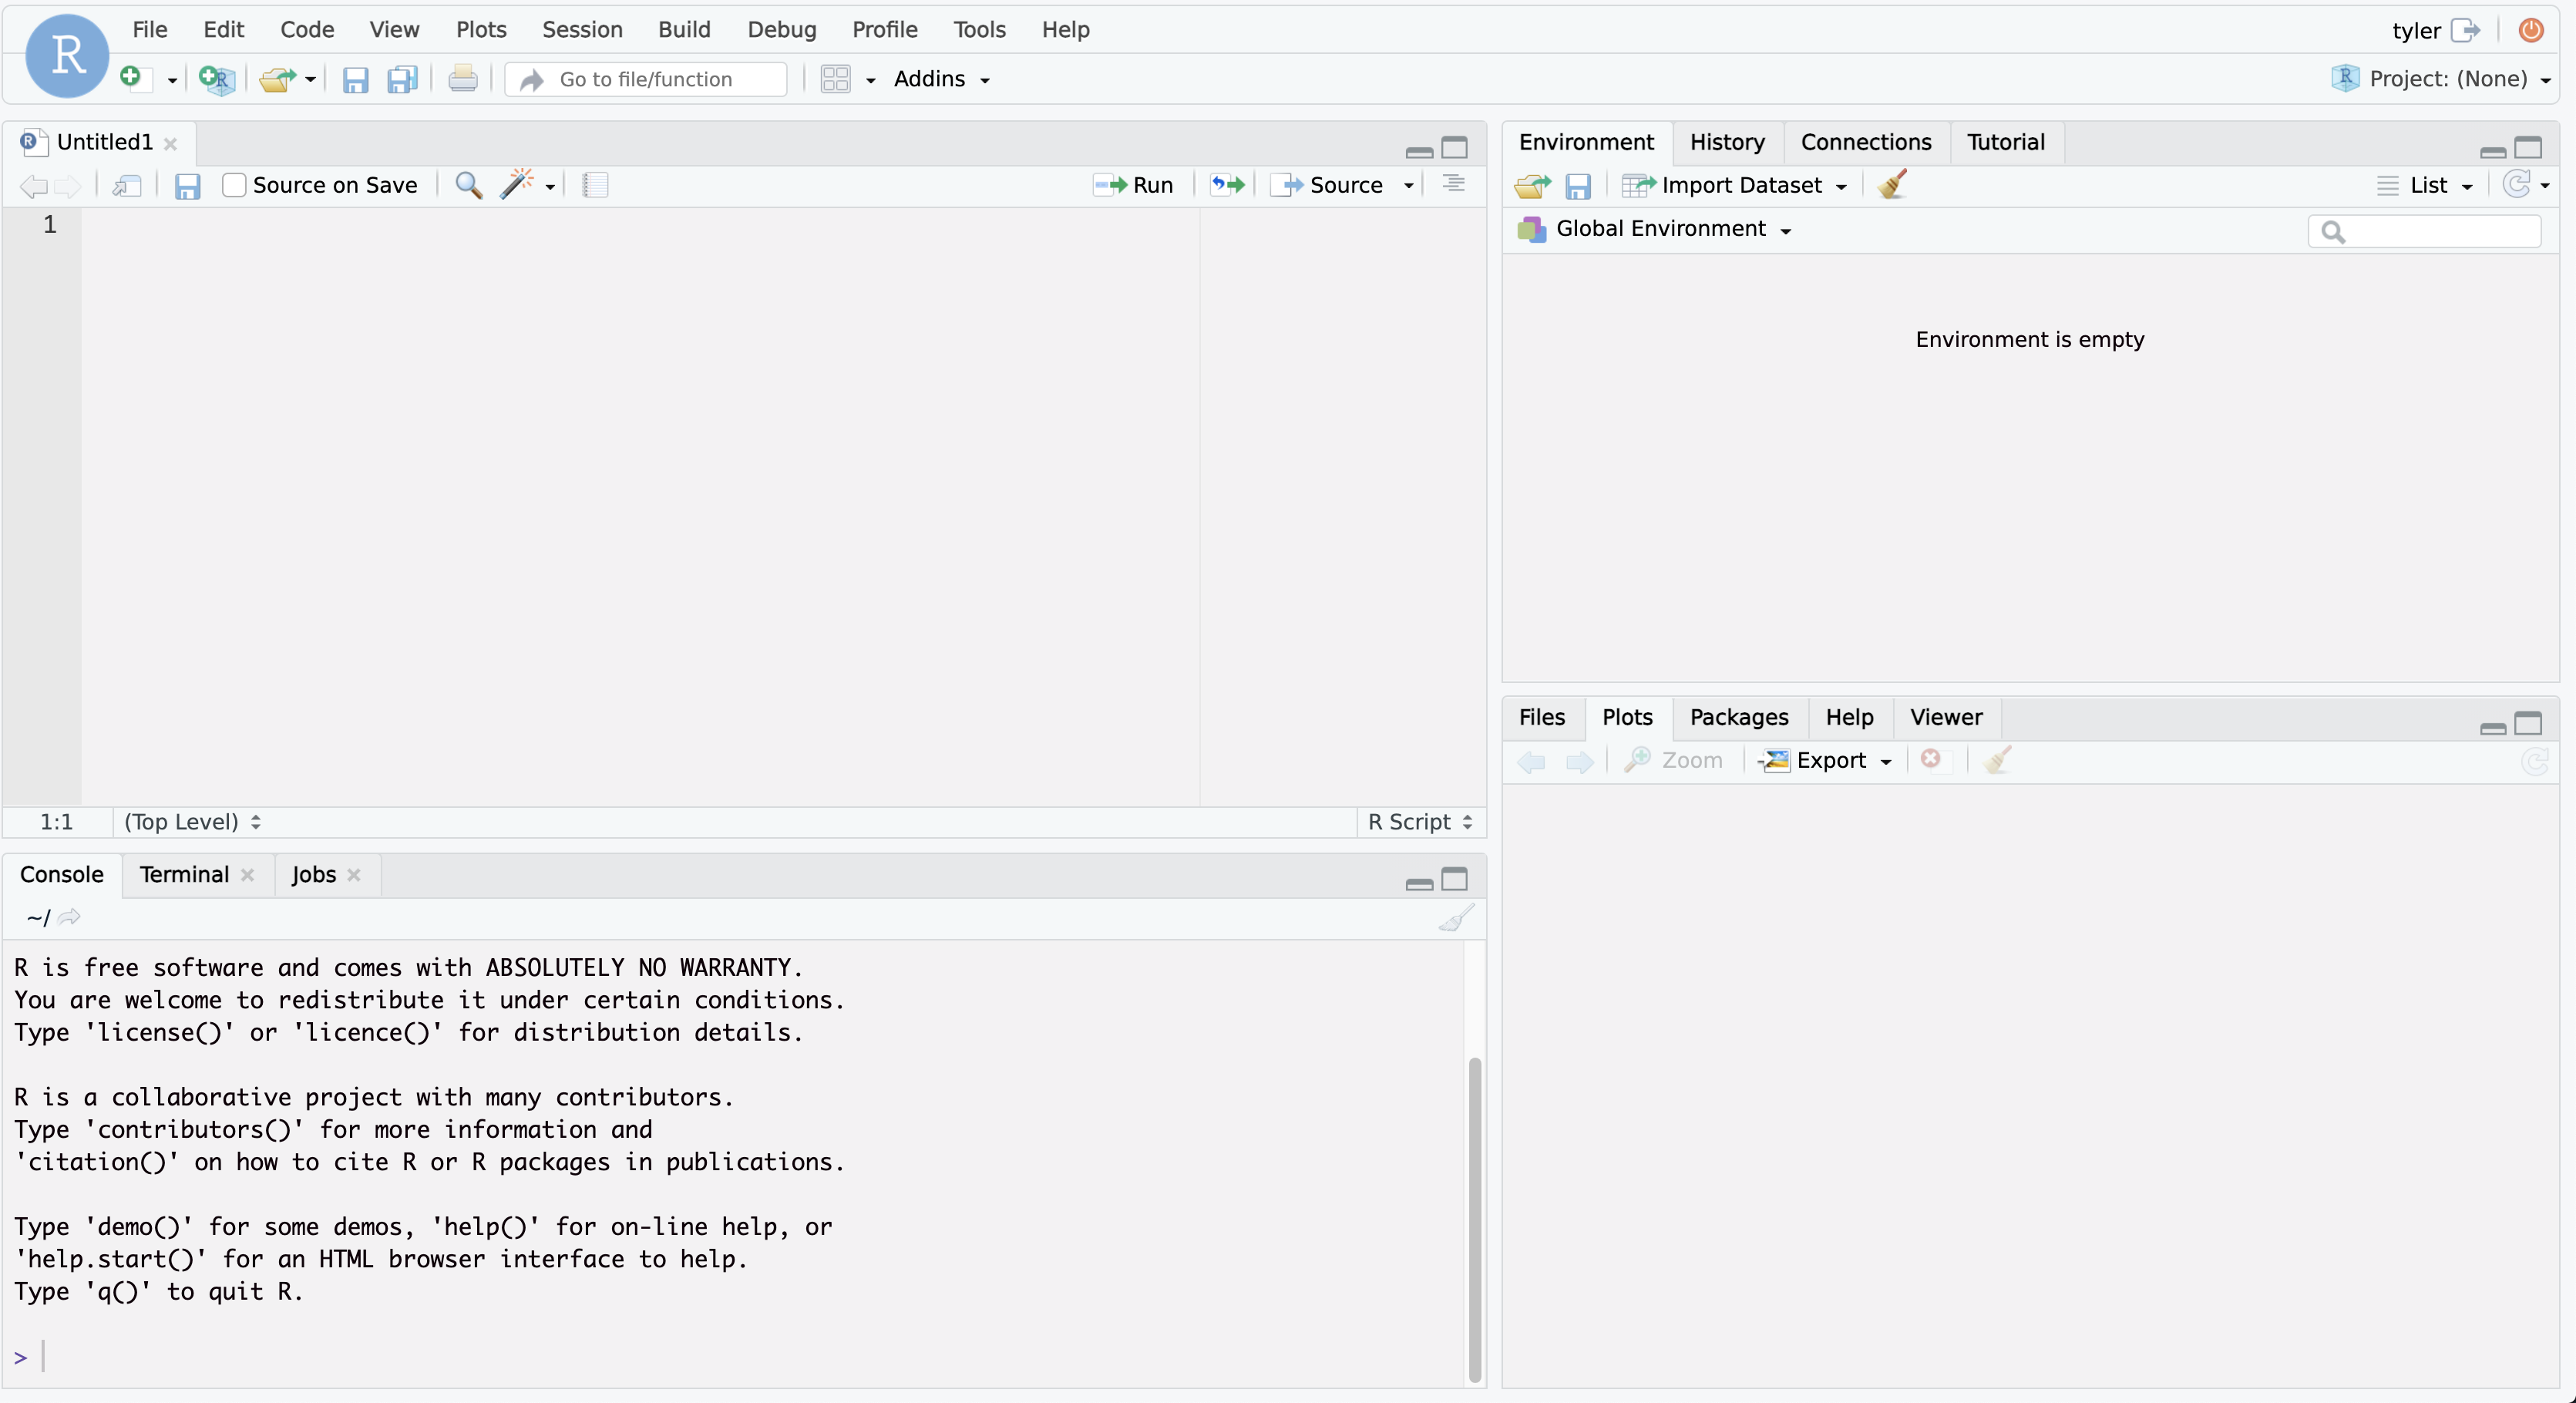 R
File Edit Code View Plots Session Build Debug Profile Tools Help
tyler
Go to file/function
Addins
Project: (None)
Untitled1
Source on Save
Run
Source
1
1:1
(Top Level)
R Script
Console Terminal Jobs
~/
R is free software and comes with ABSOLUTELY NO WARRANTY.
You are welcome to redistribute it under certain conditions.
Type 'license()' or 'licence()' for distribution details.
R is a collaborative project with many contributors.
Type 'contributors()' for more information and
'citation()' on how to cite R or R packages in publications.
Type 'demo()' for some demos, 'help()' for on-line help, or
'help.start()' for an HTML browser interface to help.
Type 'q()' to quit R.
>
Environment History Connections Tutorial
Import Dataset
List
Global Environment
Environment is empty
Files Plots Packages Help Viewer
Zoom
Export